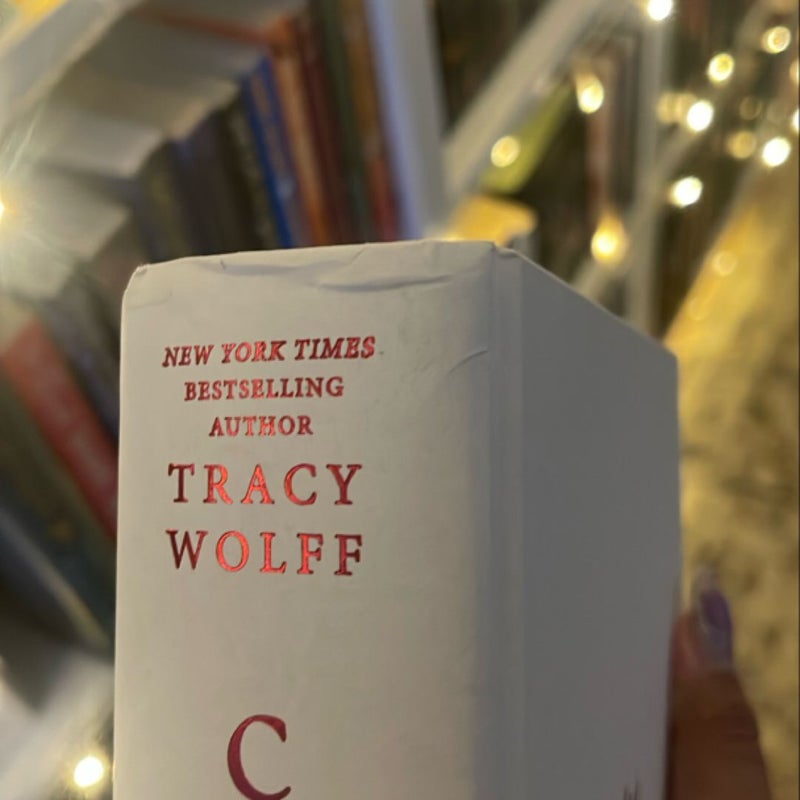 NEW YORK TIMES
BESTSELLING
AUTHOR
TRACY
WOLFF
C